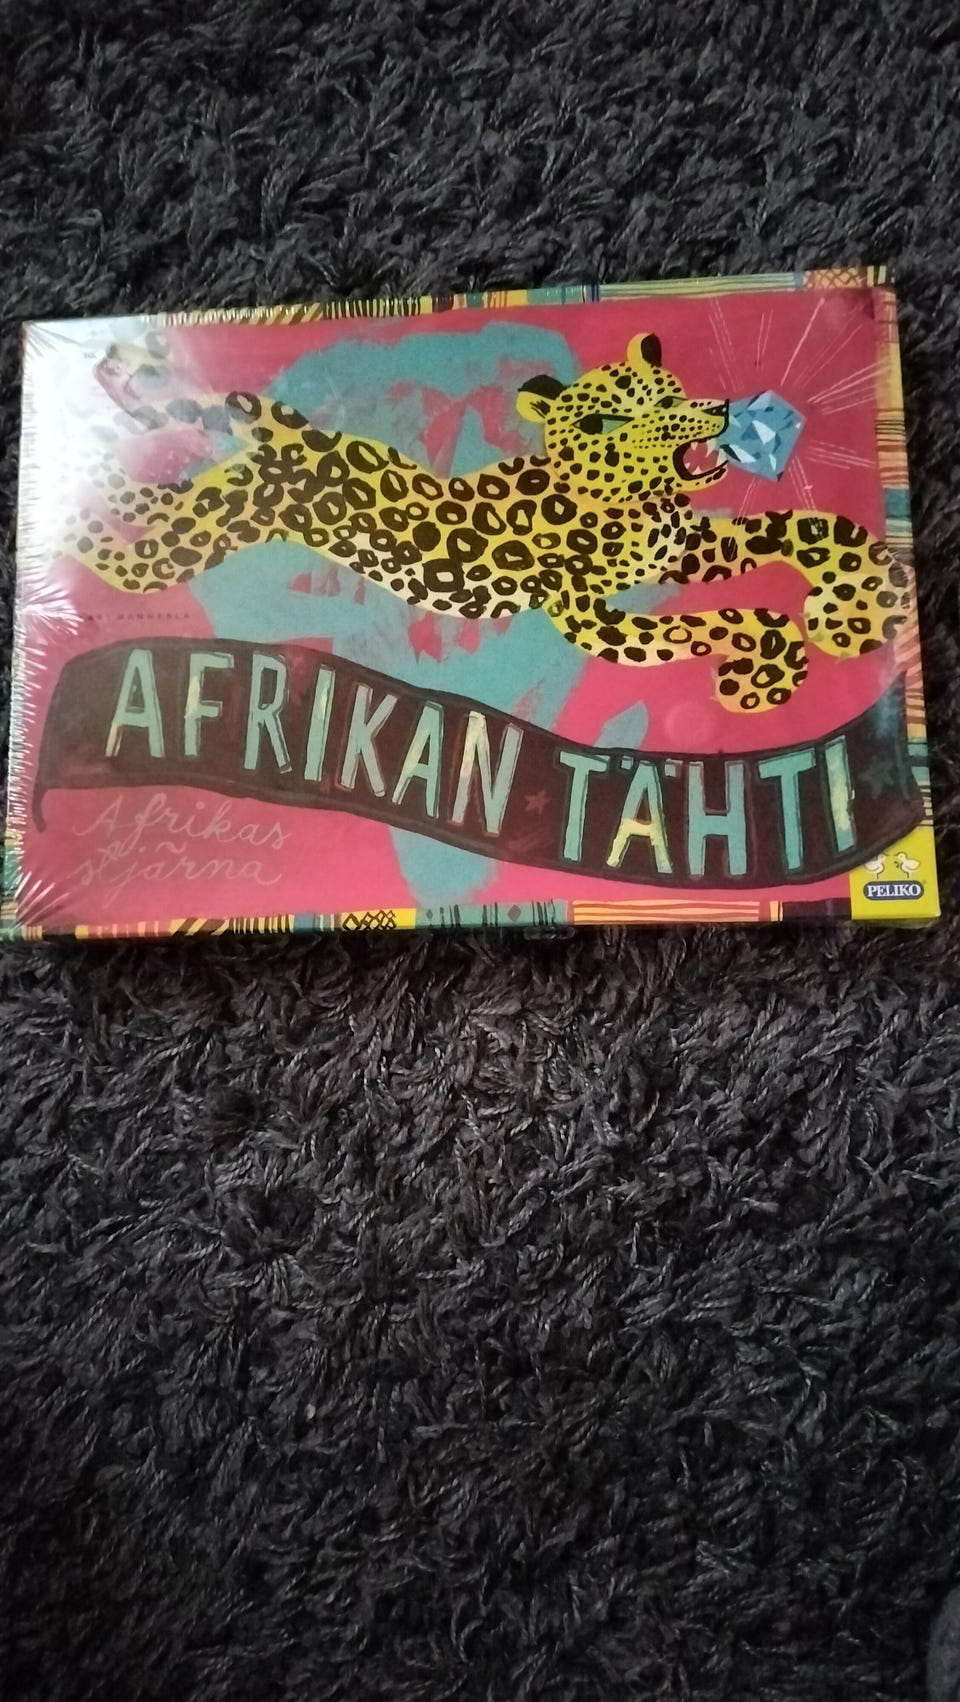 AFRIKAN TÄHTI
Afrikas
stjärna
PELIKO